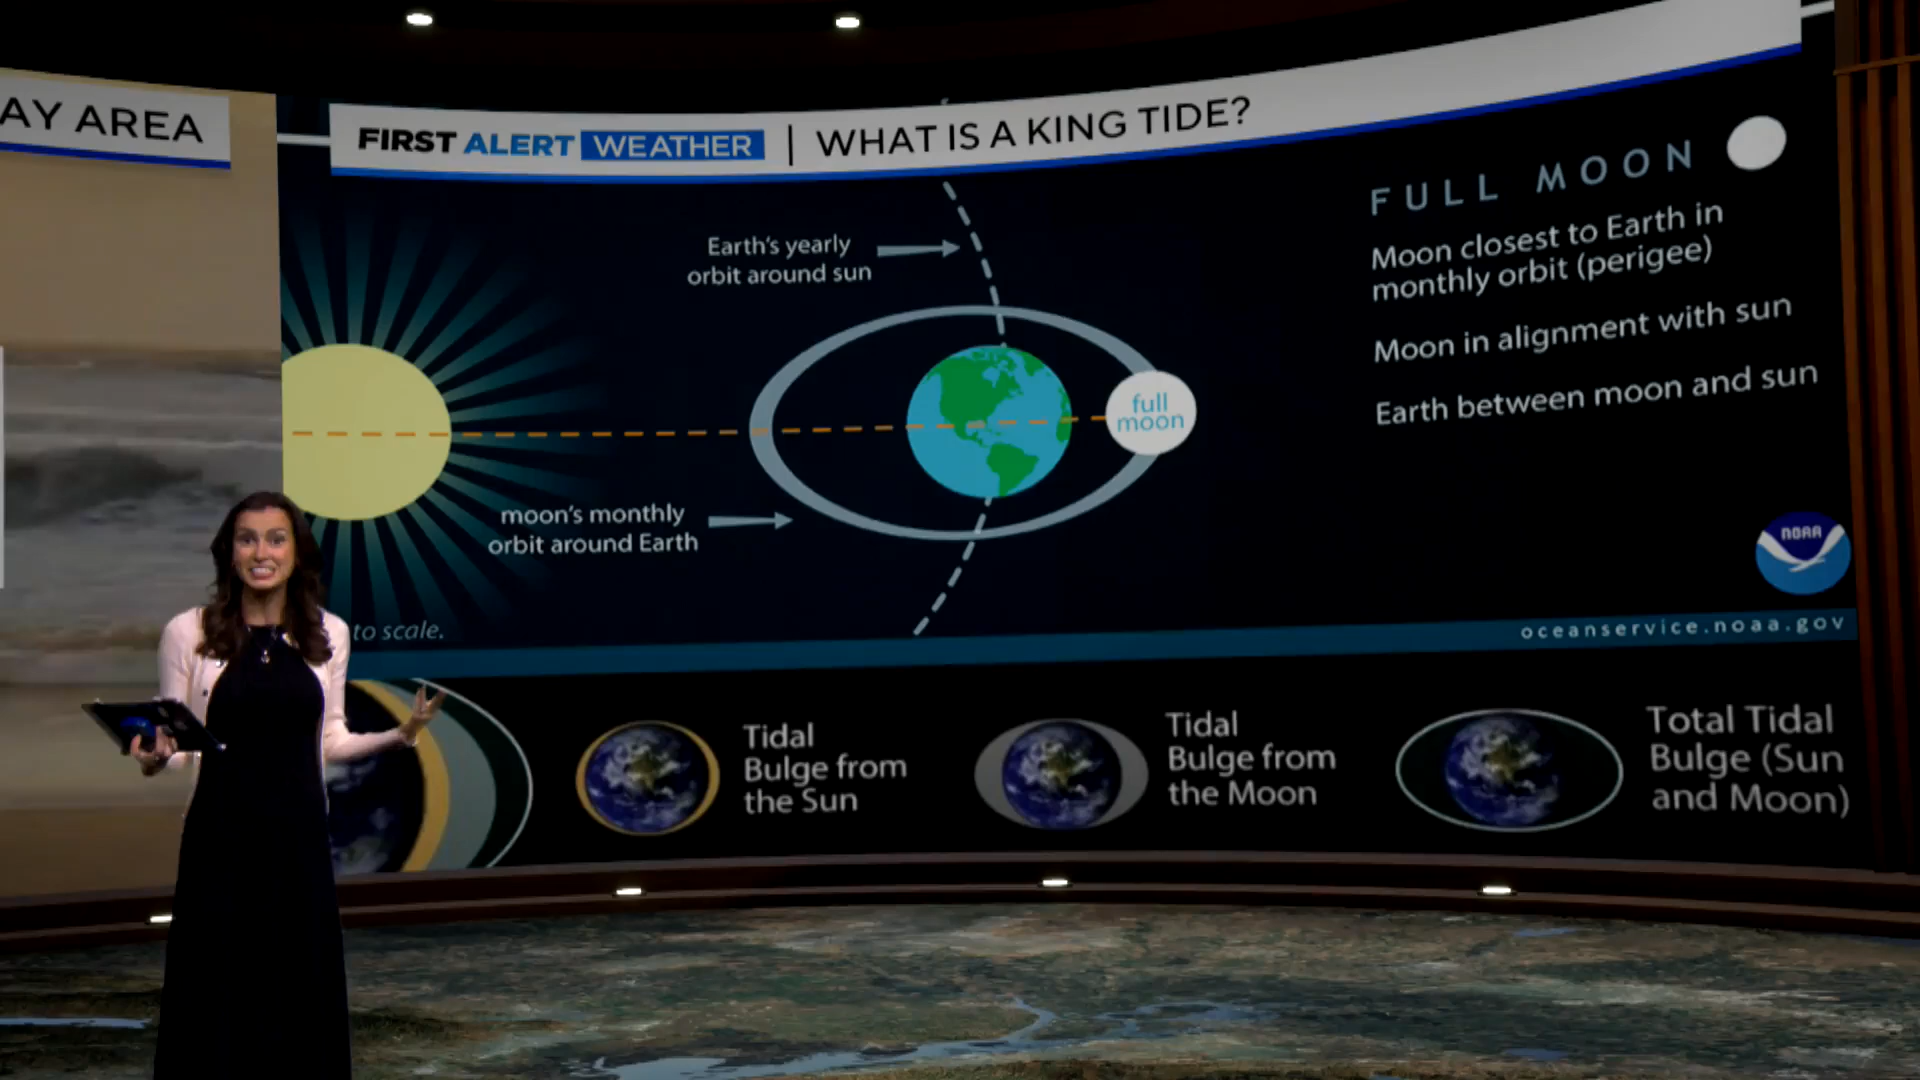 AY AREA
FIRST ALERT WEATHER | WHAT IS A KING TIDE?
FULL MOON
Moon closest to Earth in
monthly orbit (perigee)
Moon in alignment with sun
Earth between moon and sun
Earth's yearly
orbit around sun
full
moon
moon's monthly
orbit around Earth
to scale.
NOAA
oceanservice.noaa.gov
Tidal
Bulge from
the Sun
Tidal
Bulge from
the Moon
Total Tidal
Bulge (Sun
and Moon)